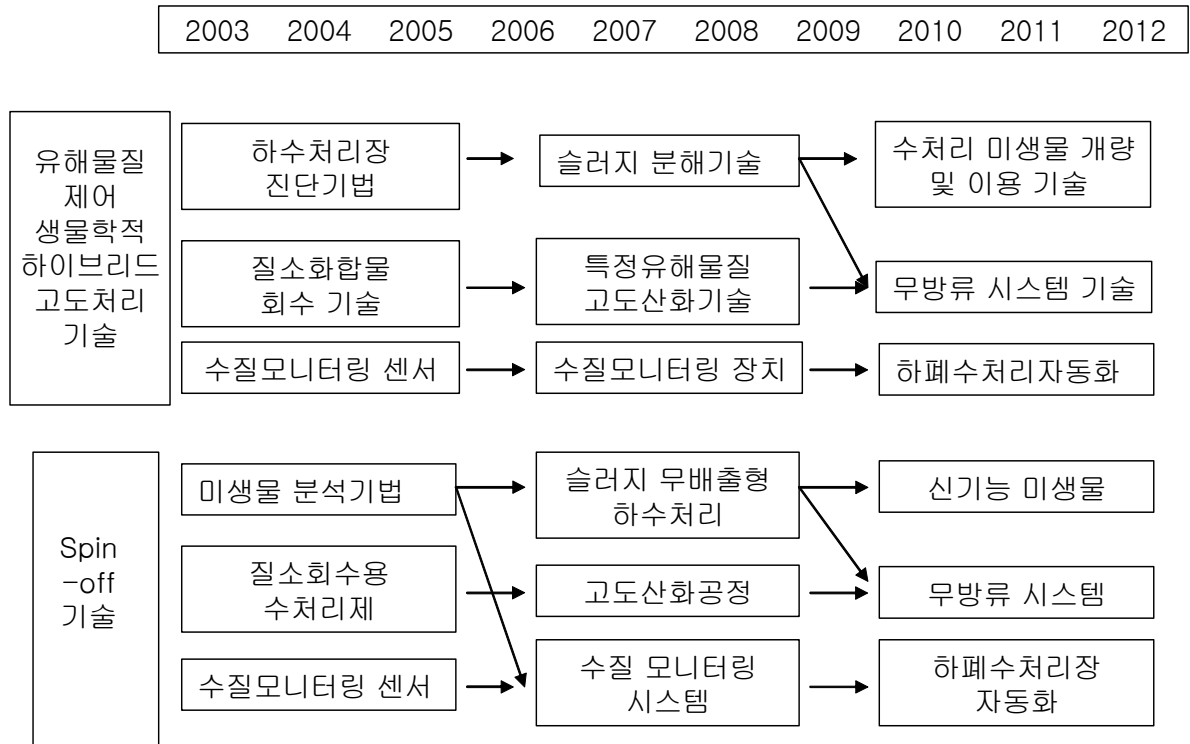 2003 2004 2005 2006 2007 2008 2009 2010 2011 2012
유해물질
제어
생물학적
하이브리드
고도처리
기술
하수처리장
진단기법
슬러지 분해기술
수처리 미생물 개량
및 이용 기술
질소화합물
회수 기술
특정유해물질
고도산화기술
무방류 시스템 기술
수질모니터링 센서
수질모니터링 장치
하폐수처리자동화
Spin
-off
기술
미생물 분석기법
슬러지 무배출형
하수처리
신기능 미생물
질소회수용
수처리제
고도산화공정
무방류 시스템
수질모니터링 센서
수질 모니터링
시스템
하폐수처리장
자동화